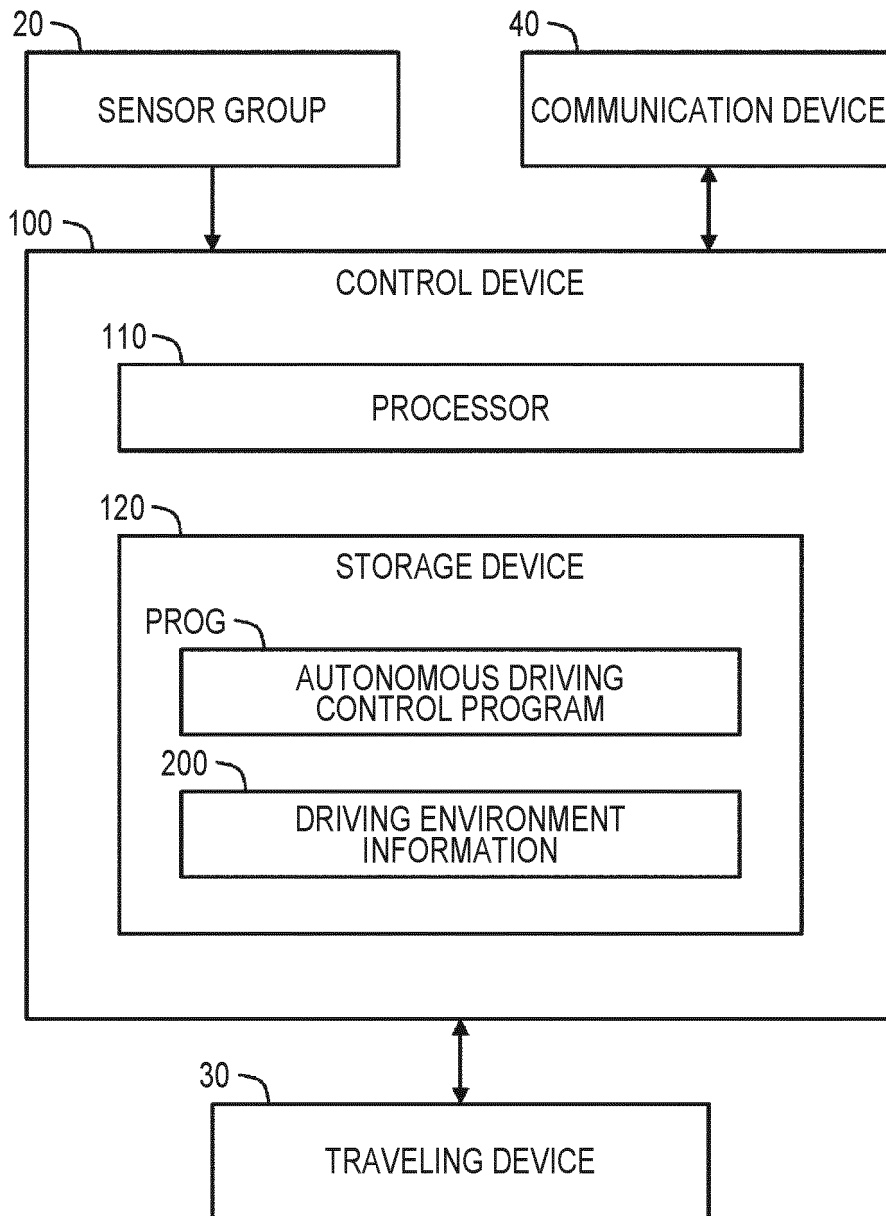 20
40
SENSOR GROUP
COMMUNICATION DEVICE
100
CONTROL DEVICE
110
PROCESSOR
120
STORAGE DEVICE
PROG
AUTONOMOUS DRIVING
CONTROL PROGRAM
200
DRIVING ENVIRONMENT
INFORMATION
30
TRAVELING DEVICE